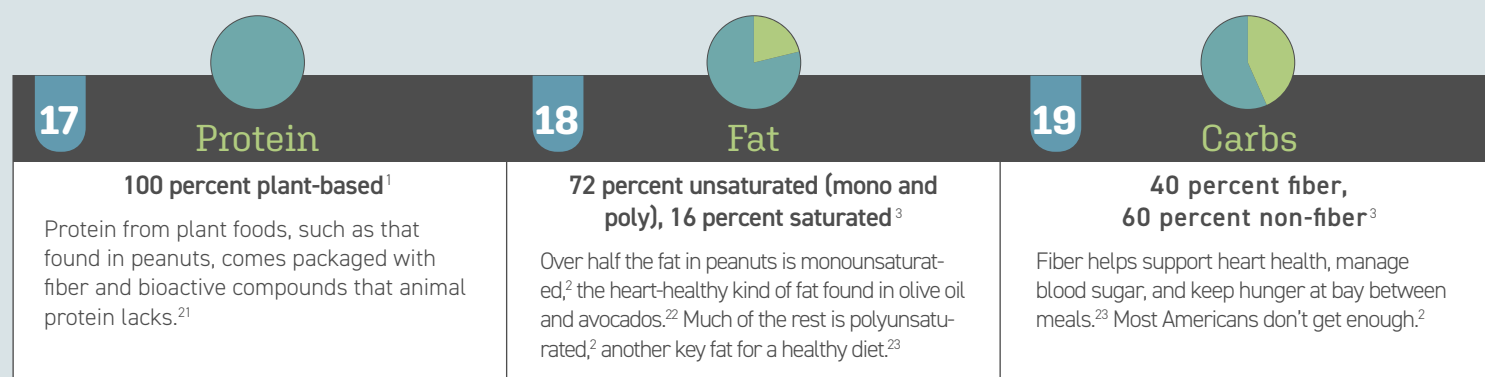 17
Protein
100 percent plant-based1
Protein from plant foods, such as that
found in peanuts, comes packaged with
fiber and bioactive compounds that animal
protein lacks.21
18
Fat
72 percent unsaturated (mono and
poly), 16 percent saturated3
Over half the fat in peanuts is monounsaturat-
ed,2 the heart-healthy kind of fat found in olive oil
and avocados.22 Much of the rest is polyunsatu-
rated,2 another key fat for a healthy diet.23
19
Carbs
40 percent fiber,
60 percent non-fiber3
Fiber helps support heart health, manage
blood sugar, and keep hunger at bay between
meals.23 Most Americans don't get enough.2